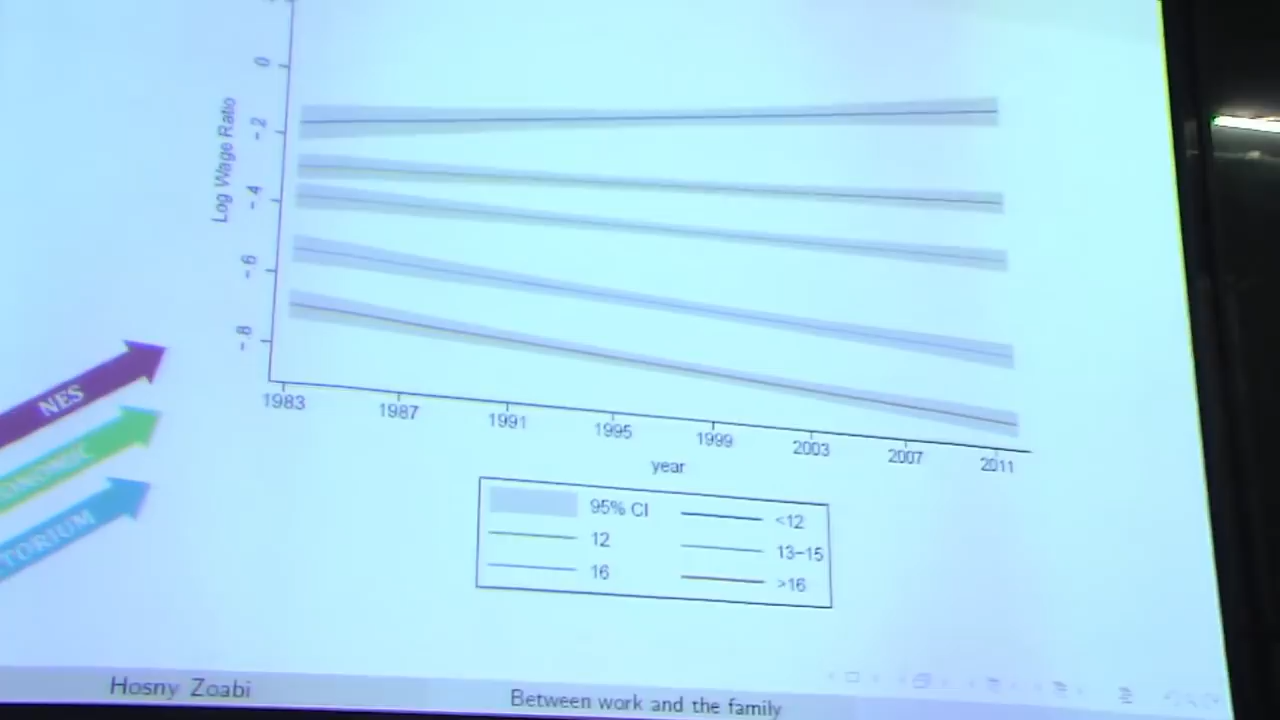 0
-.2
-.4
-.6
-.8
Log Wage Ratio
1983 1987 1991 1995 1999 2003 2007 2011
year
95% CI
<12
12
13–15
16
>16
NES
TORIUM
Hosny Zoabi
Between work and the family